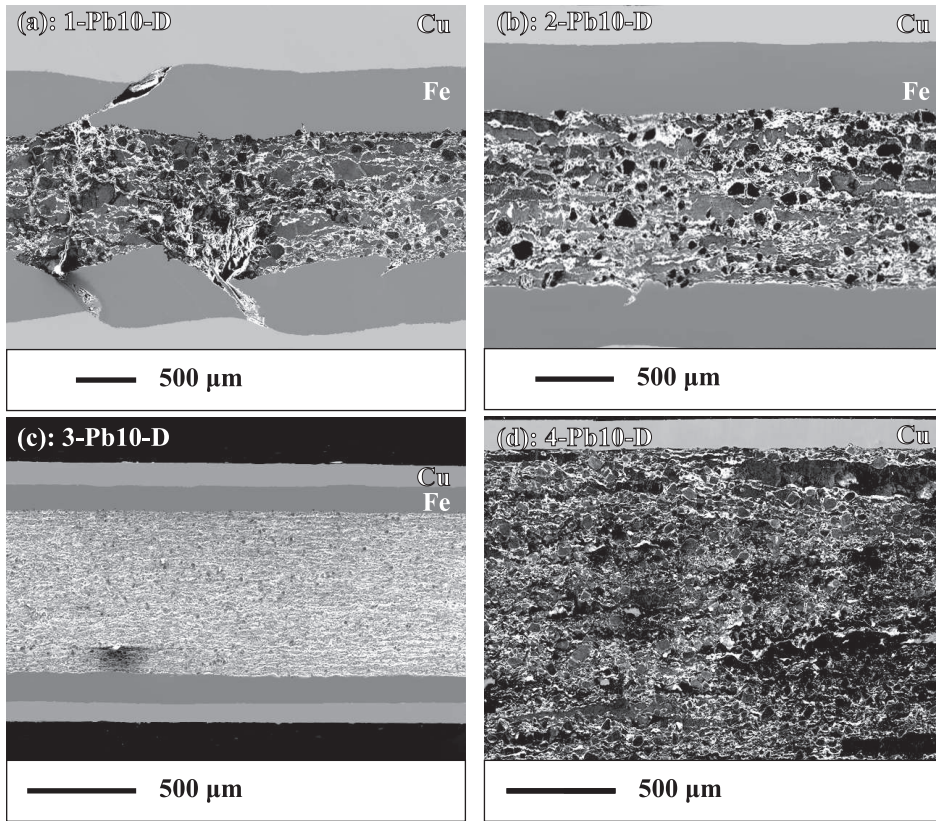 (a): 1-Pb10-D
Cu
Fe
500 μm
(b): 2-Pb10-D
Cu
Fe
500 μm
(c): 3-Pb10-D
Cu
Fe
500 μm
(d): 4-Pb10-D
Cu
500 μm